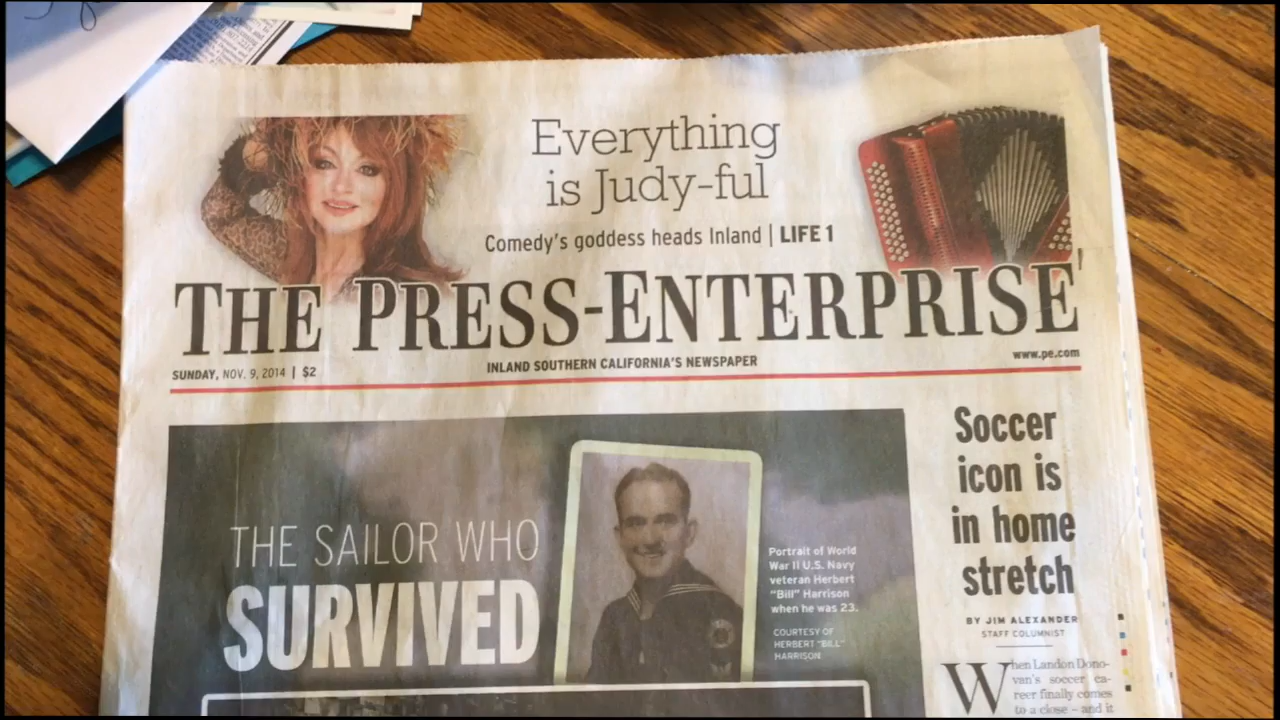 Everything
is Judy-ful
Comedy's goddess heads Inland | LIFE 1
THE PRESS-ENTERPRISE
SUNDAY, NOV. 9, 2014 | $2
INLAND SOUTHERN CALIFORNIA'S NEWSPAPER
www.pe.com
THE SAILOR WHO
SURVIVED
Portrait of World
War II U.S. Navy
veteran Herbert
"Bill" Harrison
when he was 23.
COURTESY OF
HERBERT "BILL"
HARRISON
Soccer
icon is
in home
stretch
BY JIM ALEXANDER
STAFF COLUMNIST
When Landon Dono-
van's soccer ca-
reer finally comes
to a close – and it